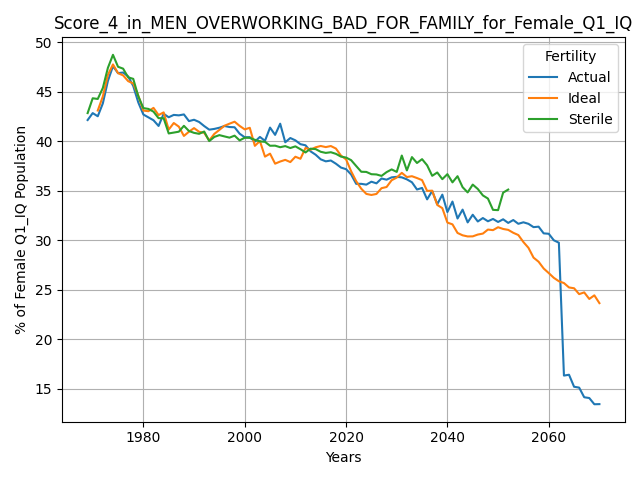 Score_4_in_MEN_OVERWORKING_BAD_FOR_FAMILY_for_Female_Q1_IQ
% of Female Q1_IQ Population
50
45
40
35
30
25
20
15
Fertility
Actual
Ideal
Sterile
1980 2000 2020 2040 2060
Years